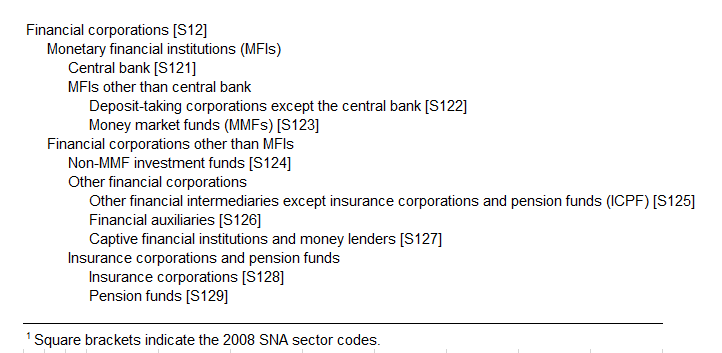 Financial corporations [S12]
Monetary financial institutions (MFIs)
Central bank [S121]
MFIs other than central bank
Deposit-taking corporations except the central bank [S122]
Money market funds (MMFs) [S123]
Financial corporations other than MFIs
Non-MMF investment funds [S124]
Other financial corporations
Other financial intermediaries except insurance corporations and pension funds (ICPF) [S125]
Financial auxiliaries [S126]
Captive financial institutions and money lenders [S127]
Insurance corporations and pension funds
Insurance corporations [S128]
Pension funds [S129]
1 Square brackets indicate the 2008 SNA sector codes.